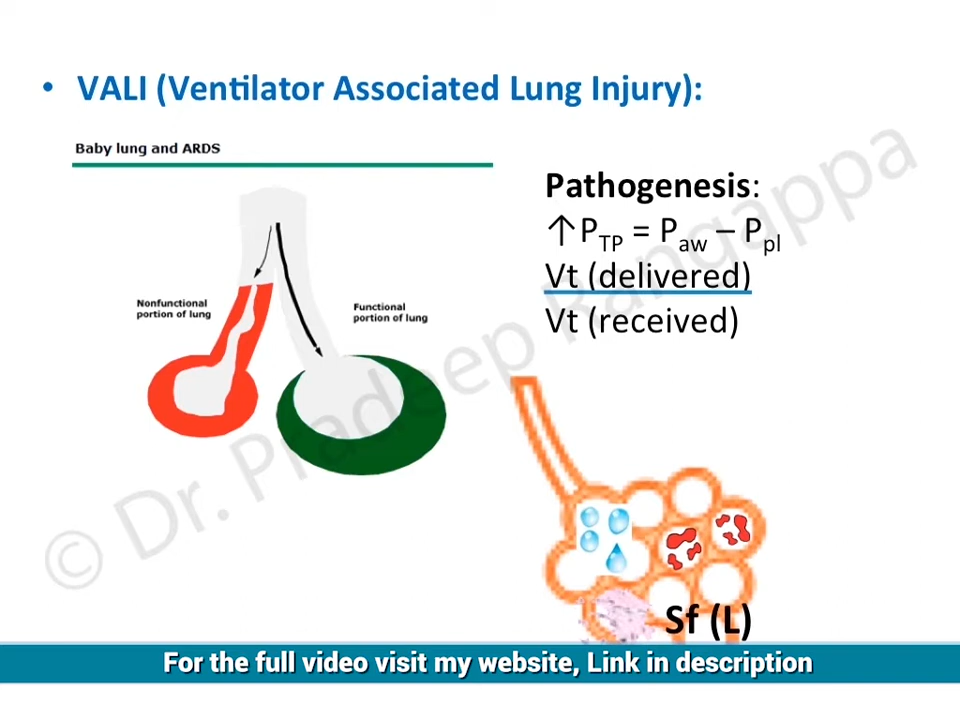 • VALI (Ventilator Associated Lung Injury):
Baby lung and ARDS
Nonfunctional
portion of lung
Functional
portion of lung
Pathogenesis:
↑P_TP = P_aw – P_pl
Vt (delivered)
Vt (received)
Sf (L)
© Dr. Pradeep Rangappa
For the full video visit my website, Link in description